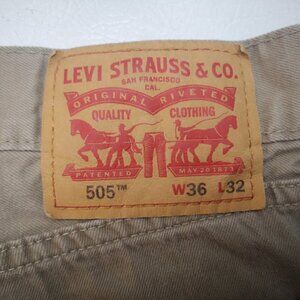 LEVI STRAUSS & CO.
SAN FRANCISCO
CAL.
ORIGINAL RIVETED
QUALITY CLOTHING
PATENTED MAY 20 1873
505™ W36 L32